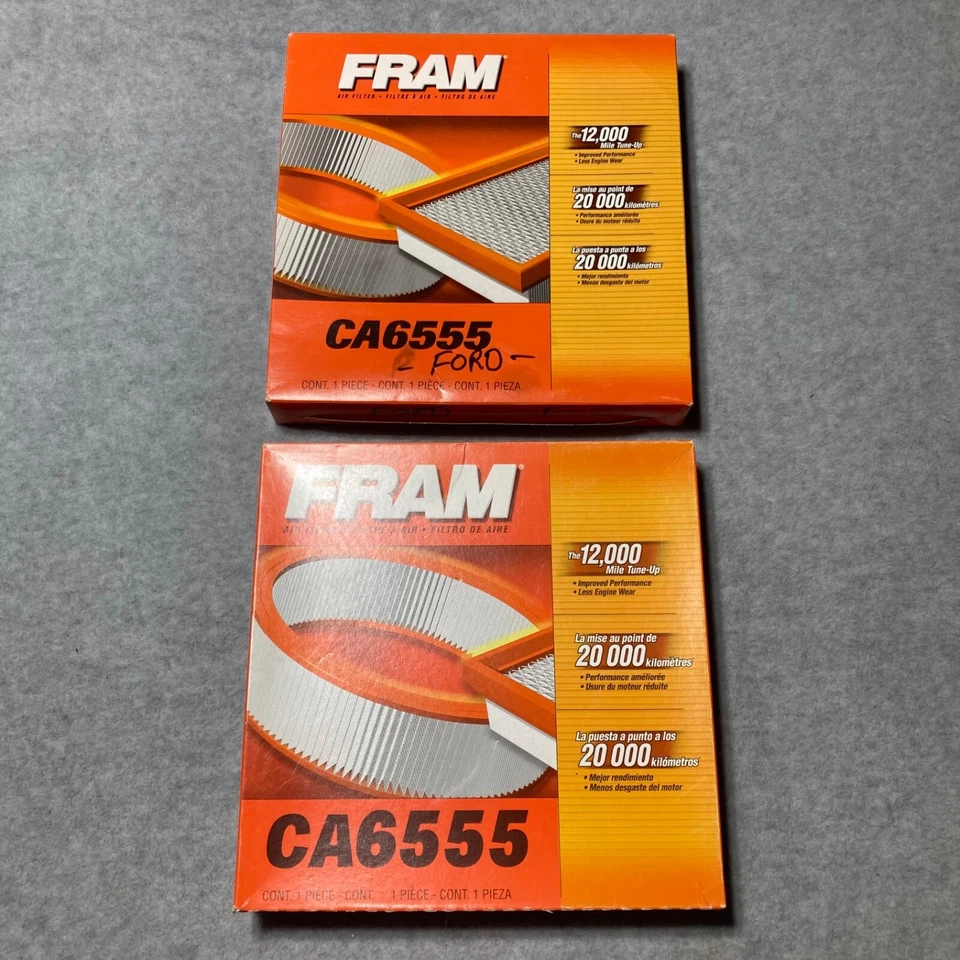 FRAM
AIR FILTER • FILTRE À AIR • FILTRO DE AIRE
The 12,000
Mile Tune-Up
• Improved Performance
• Less Engine Wear
La mise au point de
20 000 kilomètres
• Performance améliorée
• Usure du moteur réduite
La puesta a punto a los
20 000 kilómetros
• Mejor rendimiento
• Menos desgaste del motor
CA6555
FORD -
CONT. 1 PIECE - CONT. 1 PIÈCE - CONT. 1 PIEZA
FRAM
À AIR • FILTRO DE AIRE
The 12,000
Mile Tune-Up
• Improved Performance
• Less Engine Wear
La mise au point de
20 000 kilomètres
• Performance améliorée
• Usure du moteur réduite
La puesta a punto a los
20 000 kilómetros
• Mejor rendimiento
• Menos desgaste del motor
CA6555
CONT. 1 PIECE - CONT. 1 PIÈCE - CONT. 1 PIEZA